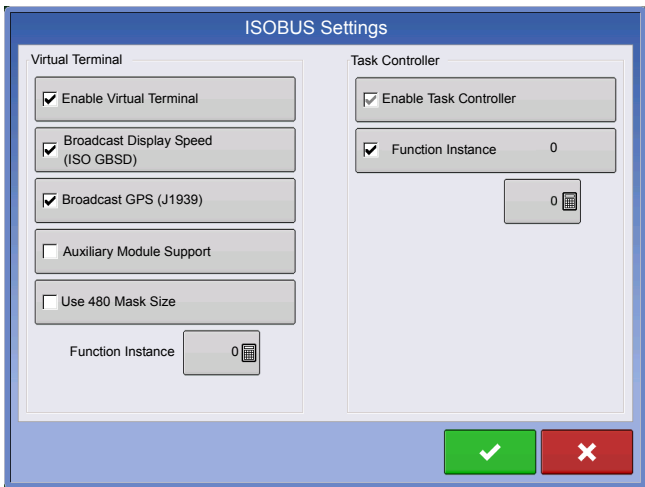 ISOBUS Settings
Virtual Terminal
Enable Virtual Terminal
Broadcast Display Speed
(ISO GBSD)
Broadcast GPS (J1939)
Auxiliary Module Support
Use 480 Mask Size
Function Instance 0
Task Controller
Enable Task Controller
Function Instance 0
0